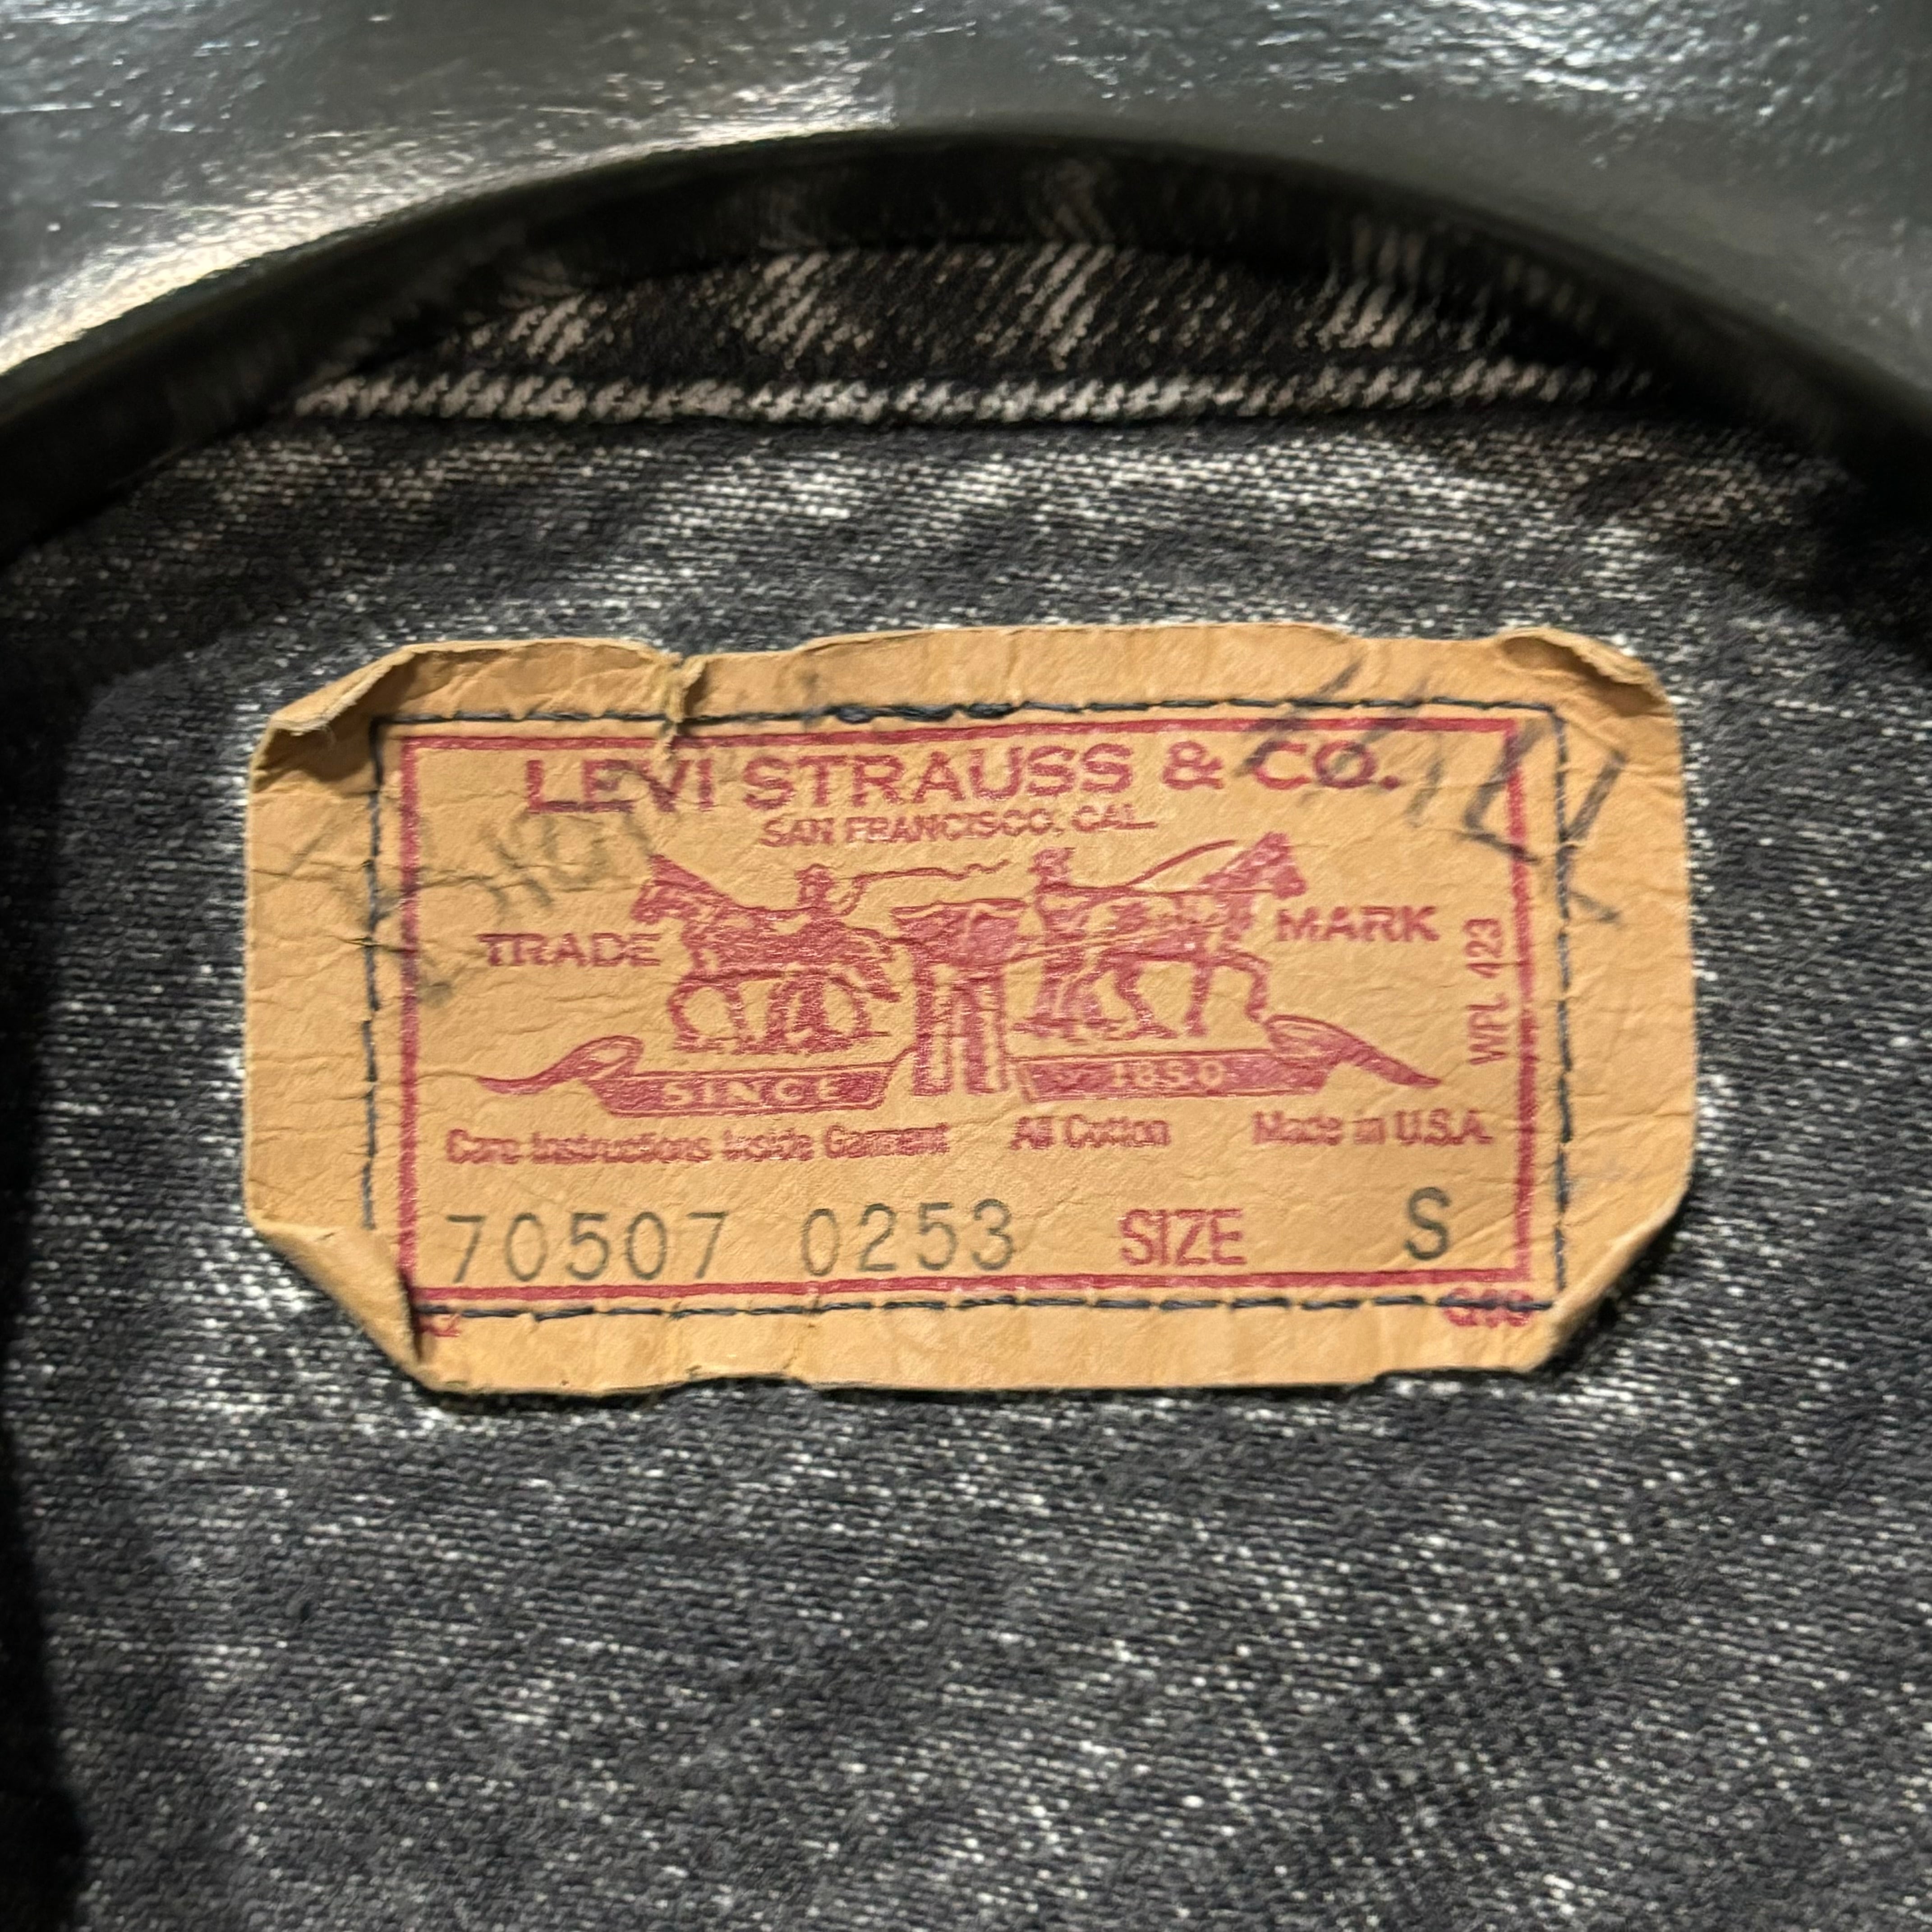 LEVI STRAUSS & CO.
SAN FRANCISCO. CAL.
TRADE MARK
WPL 423
SINCE 1850
Care Instructions Inside Garment All Cotton Made in U.S.A.
70507 0253 SIZE S